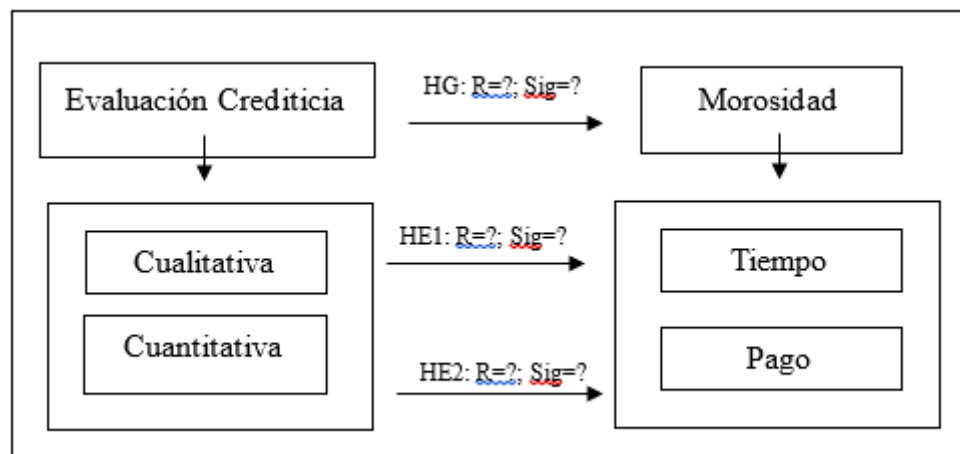 Evaluación Crediticia
HG: R=?; Sig=?
Morosidad
HE1: R=?; Sig=?
Cualitativa
Tiempo
Cuantitativa
Pago
HE2: R=?; Sig=?